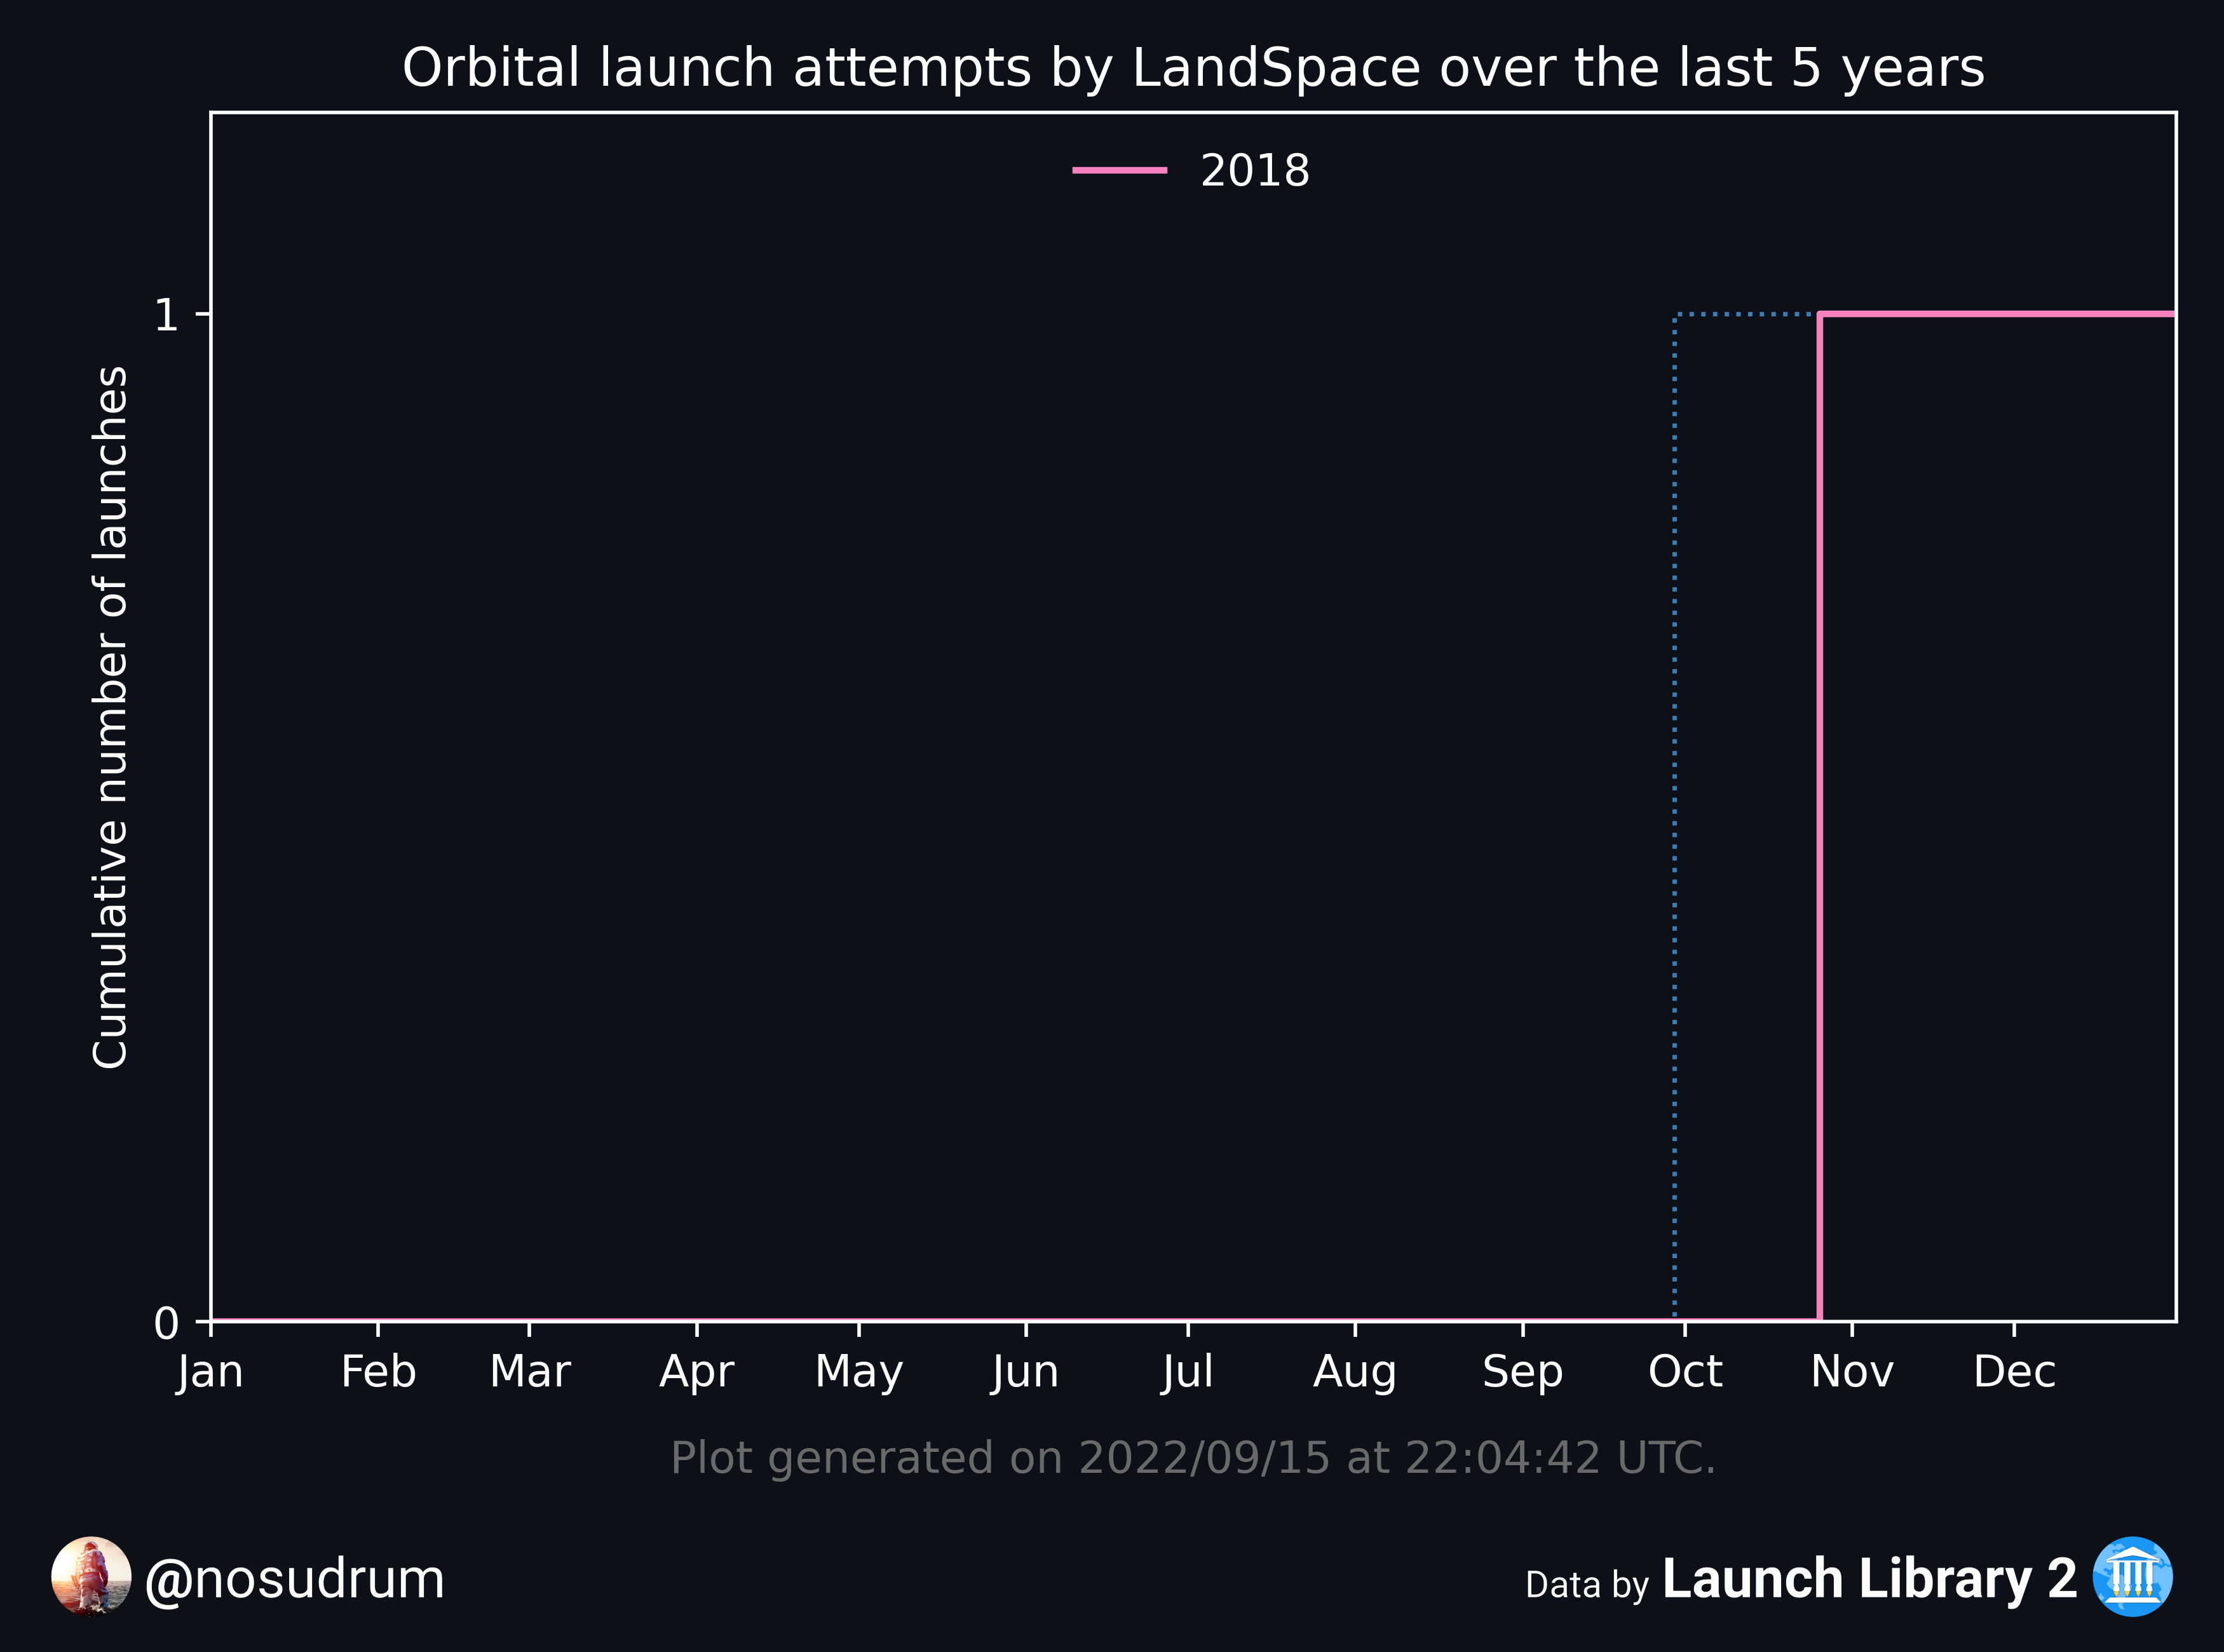 Orbital launch attempts by LandSpace over the last 5 years
2018
1
0
Cumulative number of launches
Jan Feb Mar Apr May Jun Jul Aug Sep Oct Nov Dec
Plot generated on 2022/09/15 at 22:04:42 UTC.
@nosudrum
Data by Launch Library 2